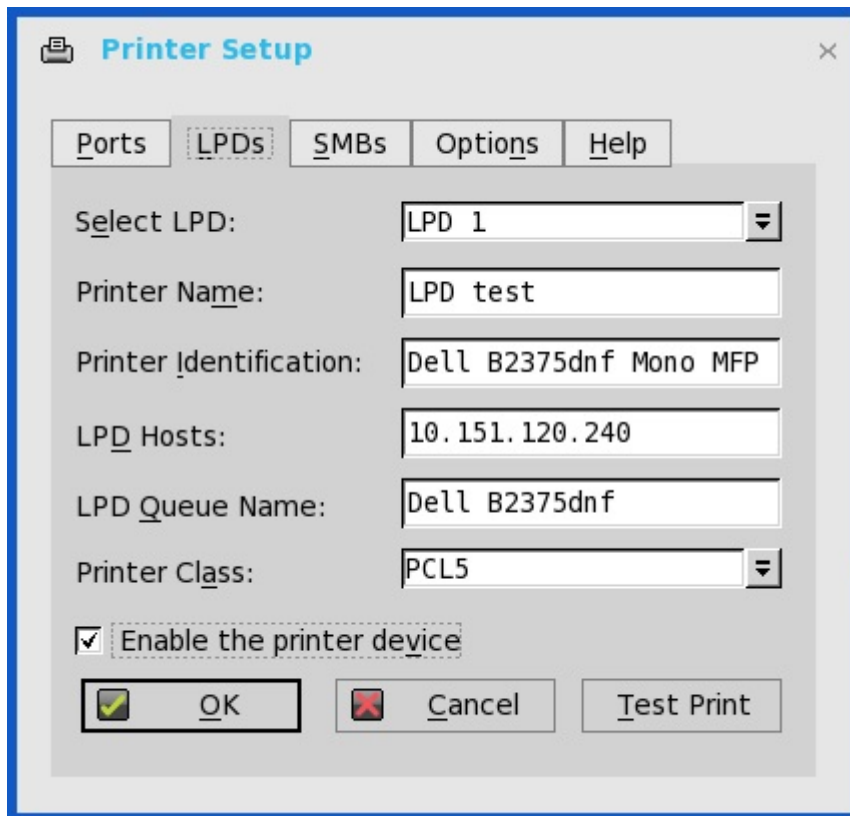 Printer Setup
Ports LPDs SMBs Options Help
Select LPD: LPD 1
Printer Name: LPD test
Printer Identification: Dell B2375dnf Mono MFP
LPD Hosts: 10.151.120.240
LPD Queue Name: Dell B2375dnf
Printer Class: PCL5
Enable the printer device
OK Cancel Test Print